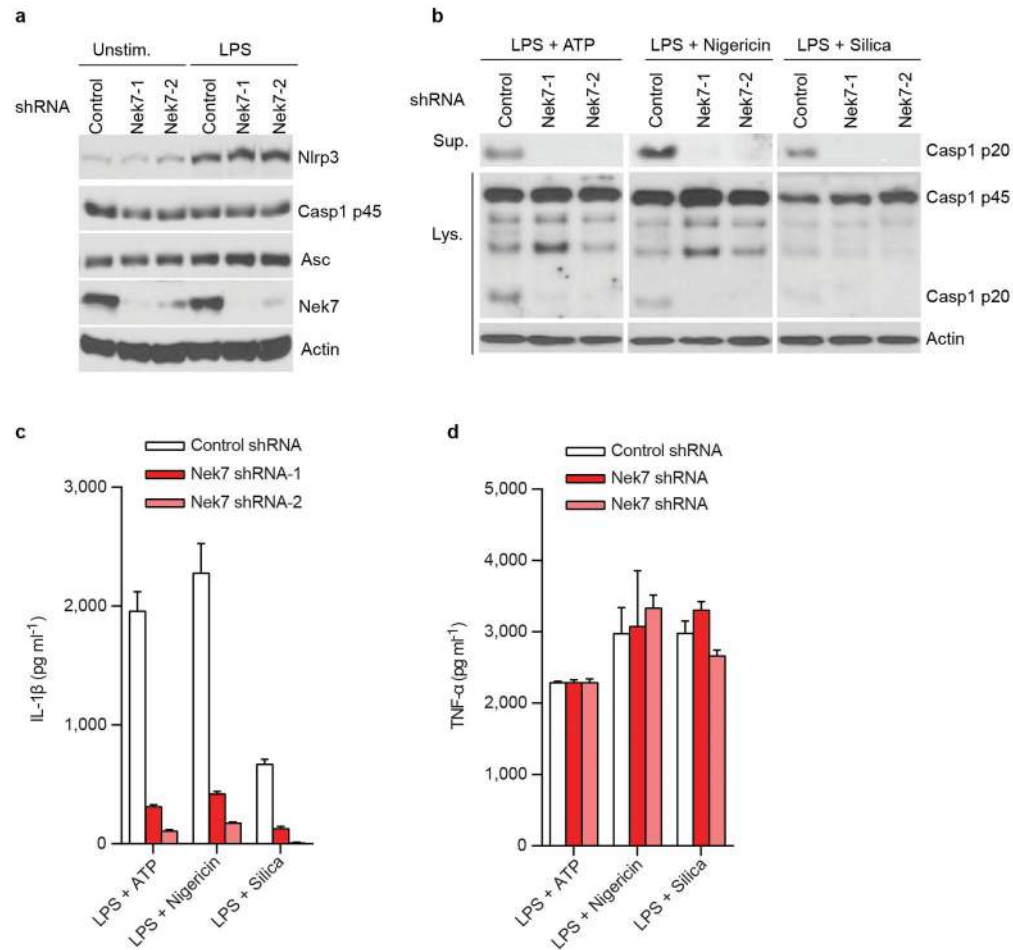 a
Unstim. LPS
shRNA Control Nek7-1 Nek7-2 Control Nek7-1 Nek7-2
Nlrp3
Casp1 p45
Asc
Nek7
Actin
b
LPS + ATP LPS + Nigericin LPS + Silica
shRNA Control Nek7-1 Nek7-2 Control Nek7-1 Nek7-2 Control Nek7-1 Nek7-2
Sup. Casp1 p20
Casp1 p45
Lys.
Casp1 p20
Actin
c
Control shRNA
Nek7 shRNA-1
Nek7 shRNA-2
3,000
2,000
1,000
0
IL-1β (pg ml⁻¹)
LPS + ATP
LPS + Nigericin
LPS + Silica
d
Control shRNA
Nek7 shRNA
Nek7 shRNA
5,000
4,000
3,000
2,000
1,000
0
TNF-α (pg ml⁻¹)
LPS + ATP
LPS + Nigericin
LPS + Silica